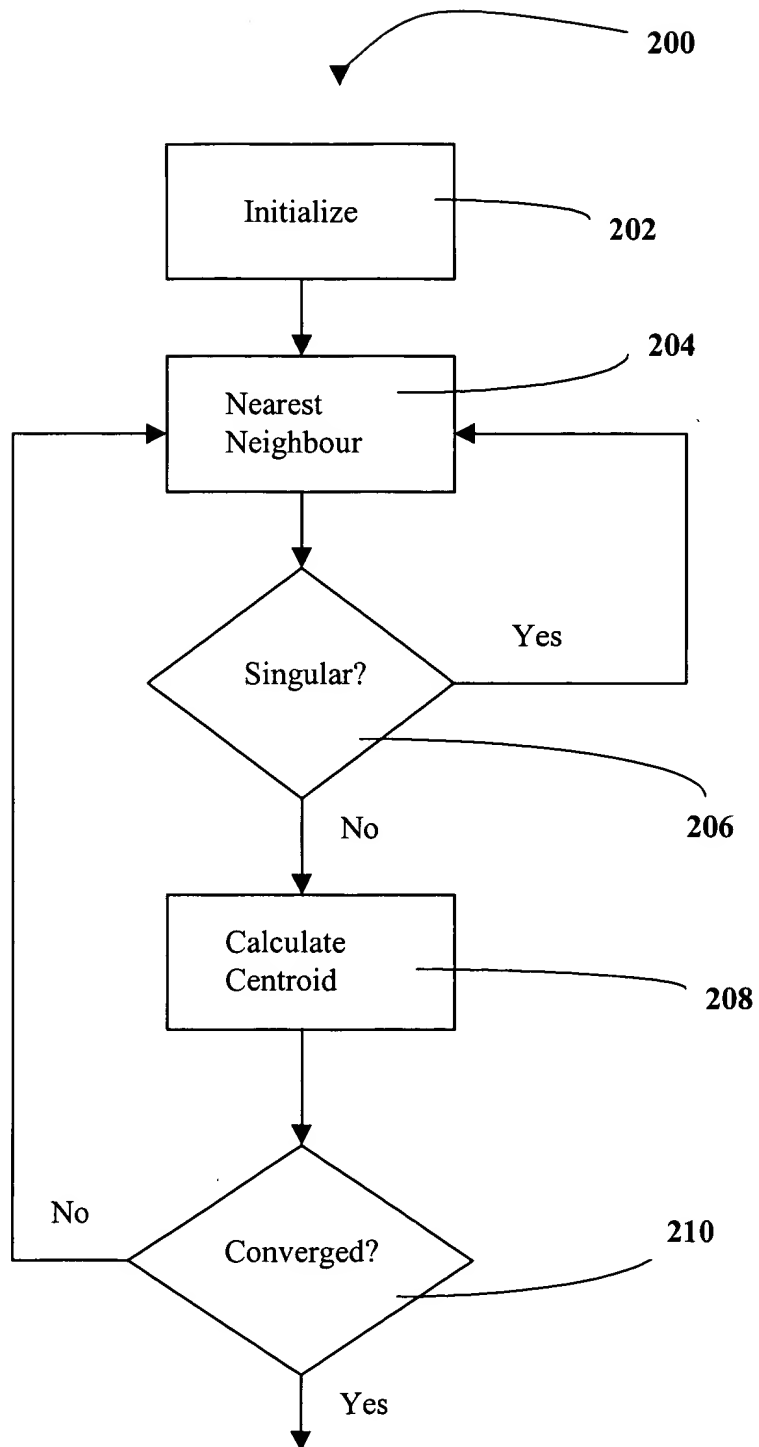 200
Initialize
202
204
Nearest
Neighbour
Yes
Singular?
206
No
Calculate
Centroid
208
No
Converged?
210
Yes